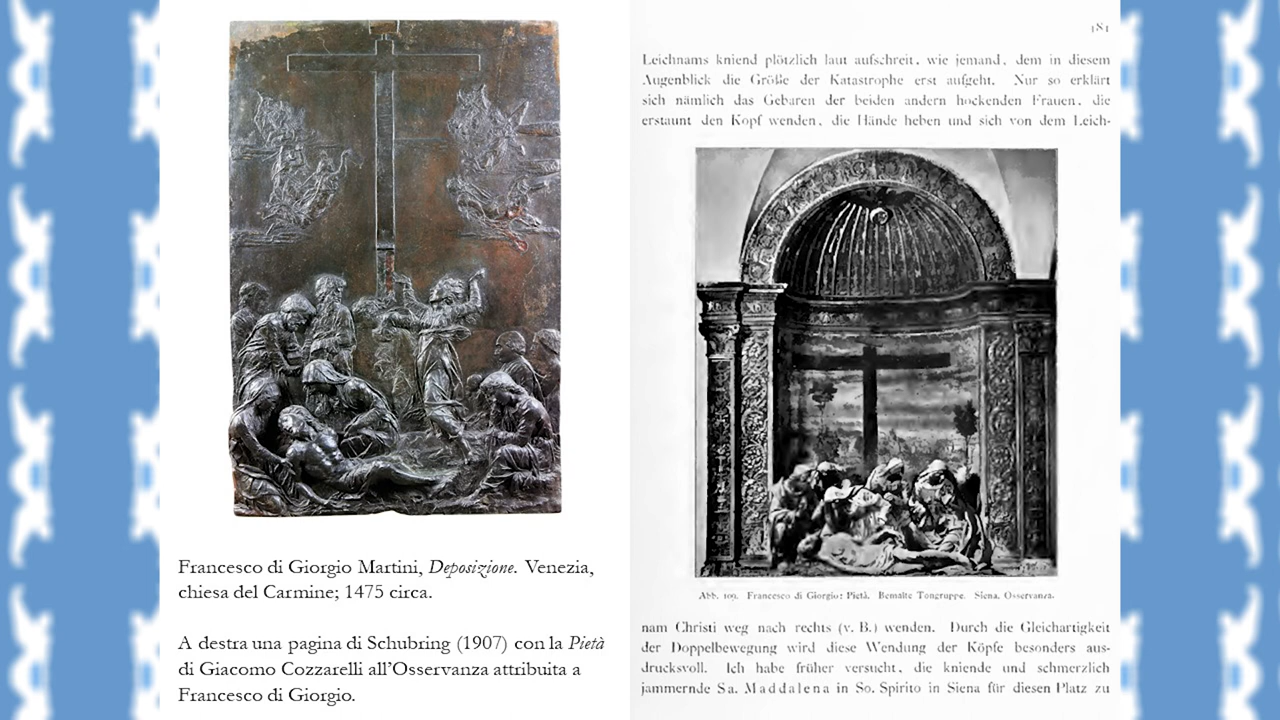 Francesco di Giorgio Martini, Deposizione. Venezia,
chiesa del Carmine; 1475 circa.
A destra una pagina di Schubring (1907) con la Pietà
di Giacomo Cozzarelli all’Osservanza attribuita a
Francesco di Giorgio.
181
Leichnams kniend plötzlich laut aufschreit, wie jemand, dem in diesem
Augenblick die Größe der Katastrophe erst aufgeht. Nur so erklärt
sich nämlich das Gebaren der beiden andern hockenden Frauen, die
erstaunt den Kopf wenden, die Hände heben und sich von dem Leich-
Abb. 109. Francesco di Giorgio: Pietà. Bemalte Tongruppe. Siena, Osservanza.
nam Christi weg nach rechts (v. B.) wenden. Durch die Gleichartigkeit
der Doppelbewegung wird diese Wendung der Köpfe besonders aus-
drucksvoll. Ich habe früher versucht, die kniende und schmerzlich
jammernde Sa. Maddalena in So. Spirito in Siena für diesen Platz zu